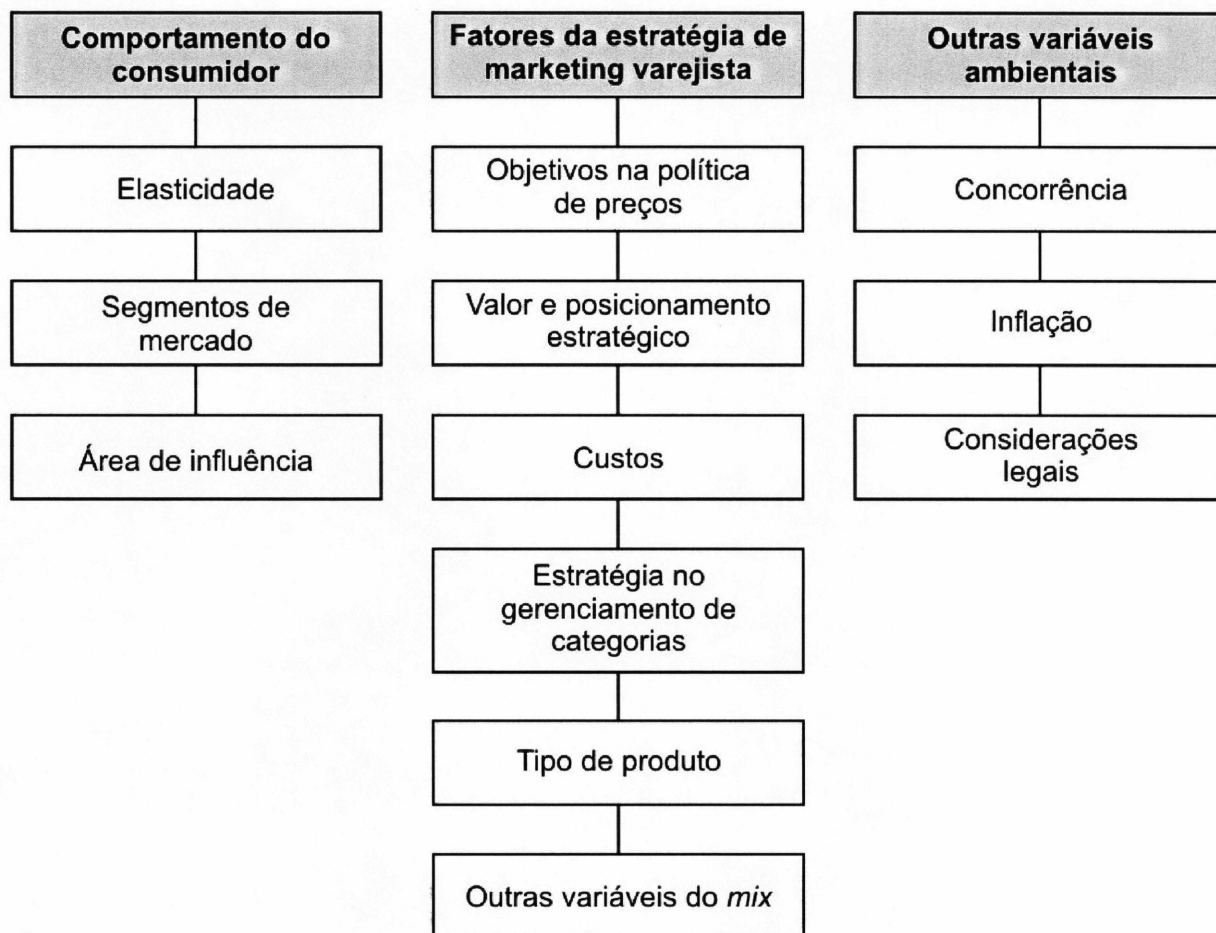 Comportamento do
consumidor
Elasticidade
Segmentos de
mercado
Área de influência
Fatores da estratégia de
marketing varejista
Objetivos na política
de preços
Valor e posicionamento
estratégico
Custos
Estratégia no
gerenciamento de
categorias
Tipo de produto
Outras variáveis do mix
Outras variáveis
ambientais
Concorrência
Inflação
Considerações
legais